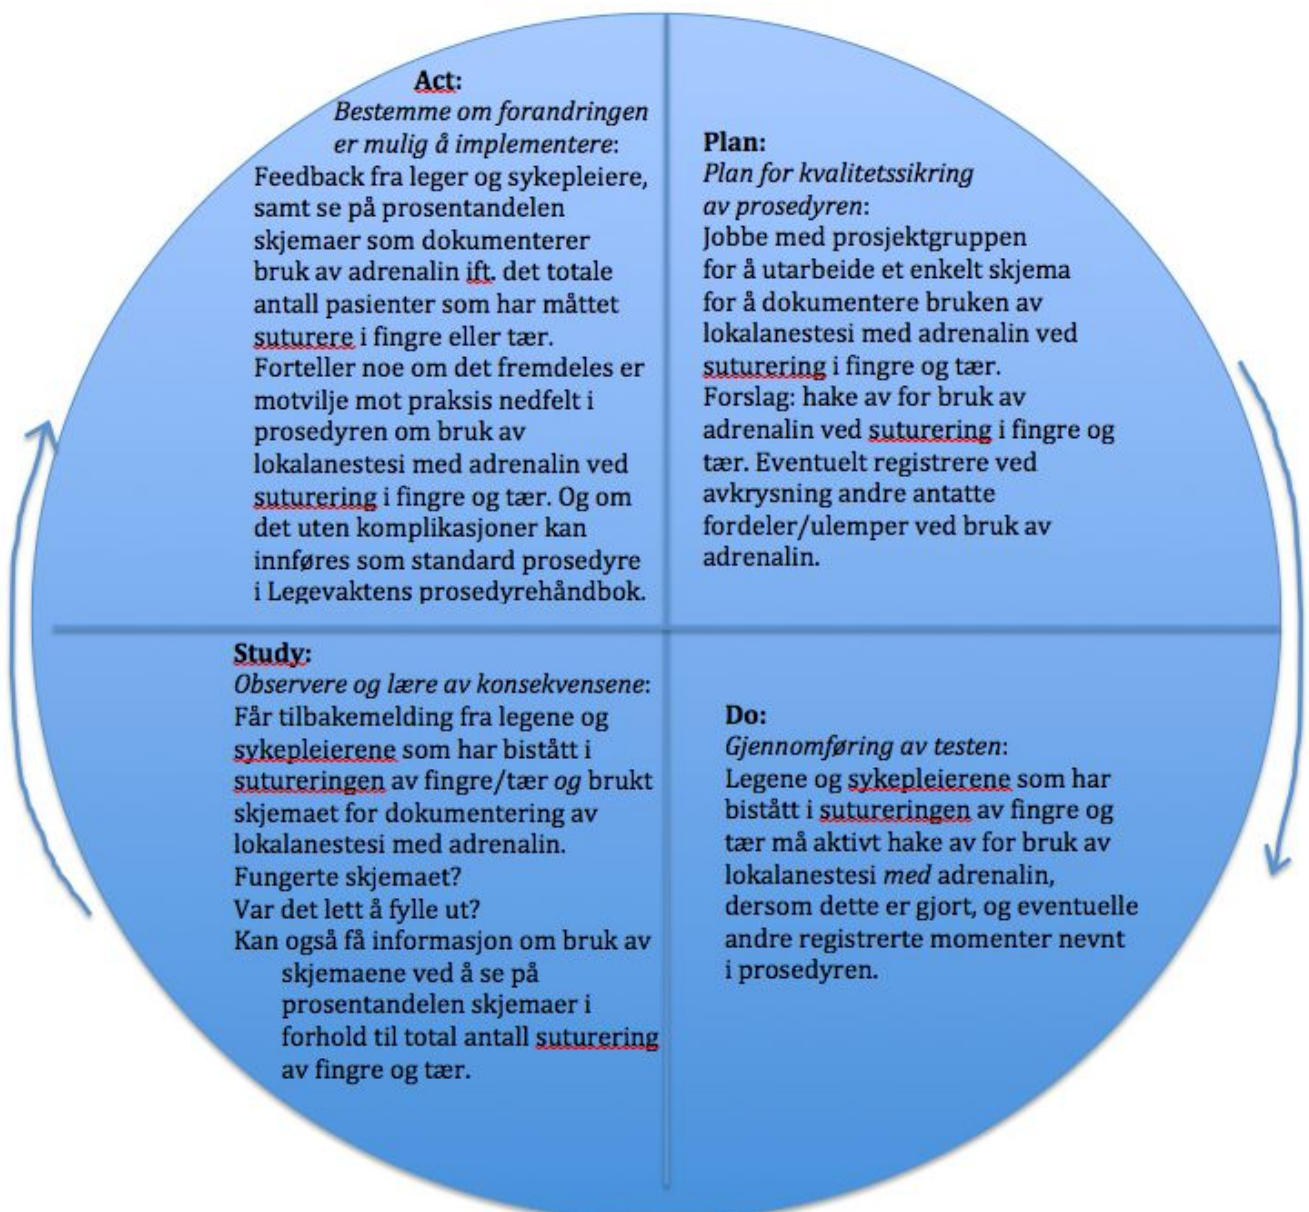 Act:
Bestemme om forandringen
er mulig å implementere:
Feedback fra leger og sykepleiere,
samt se på prosentandelen
skjemaer som dokumenterer
bruk av adrenalin ift. det totale
antall pasienter som har måttet
suturere i fingre eller tær.
Forteller noe om det fremdeles er
motvilje mot praksis nedfelt i
prosedyren om bruk av
lokalanestesi med adrenalin ved
suturering i fingre og tær. Og om
det uten komplikasjoner kan
innføres som standard prosedyre
i Legevaktens prosedyrehåndbok.
Plan:
Plan for kvalitetssikring
av prosedyren:
Jobbe med prosjektgruppen
for å utarbeide et enkelt skjema
for å dokumentere bruken av
lokalanestesi med adrenalin ved
suturering i fingre og tær.
Forslag: hake av for bruk av
adrenalin ved suturering i fingre og
tær. Eventuelt registrere ved
avkrysning andre antatte
fordeler/ulemper ved bruk av
adrenalin.
Study:
Observere og lære av konsekvensene:
Får tilbakemelding fra legene og
sykepleierene som har bistått i
sutureringen av fingre/tær og brukt
skjemaet for dokumentering av
lokalanestesi med adrenalin.
Fungerte skjemaet?
Var det lett å fylle ut?
Kan også få informasjon om bruk av
skjemaene ved å se på
prosentandelen skjemaer i
forhold til total antall suturering
av fingre og tær.
Do:
Gjennomføring av testen:
Legene og sykepleierene som har
bistått i sutureringen av fingre og
tær må aktivt hake av for bruk av
lokalanestesi med adrenalin,
dersom dette er gjort, og eventuelle
andre registrerte momenter nevnt
i prosedyren.